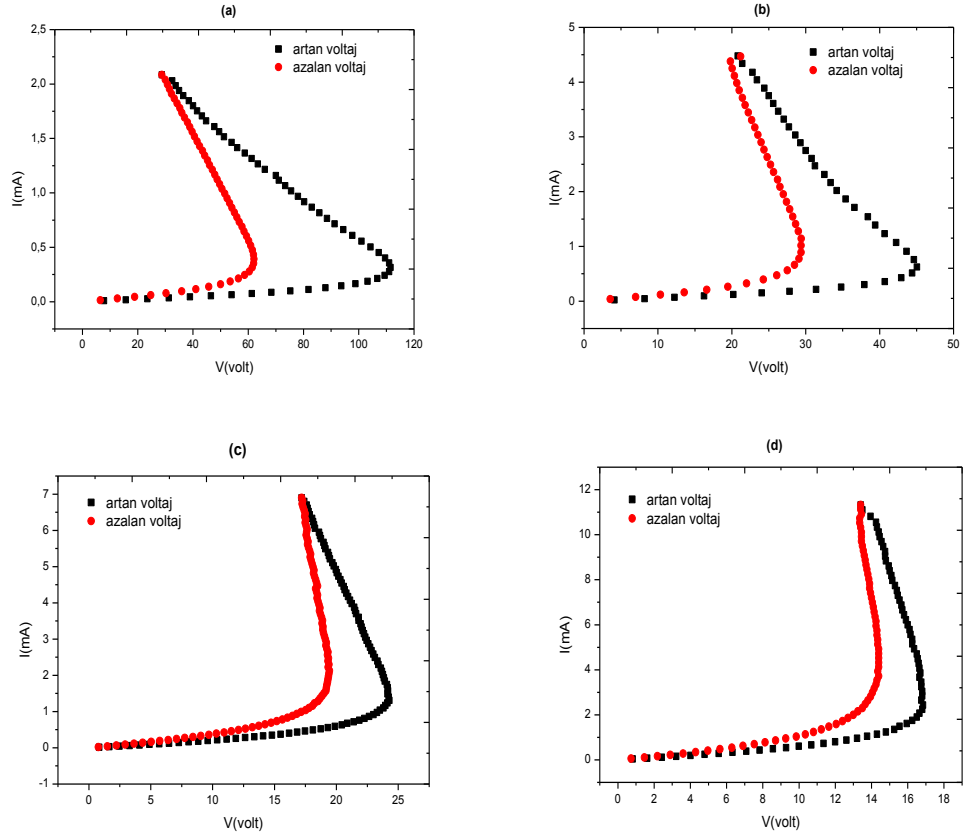 (a)
artan voltaj
azalan voltaj
2,5
2,0
1,5
1,0
0,5
0,0
I(mA)
0 20 40 60 80 100 120
V(volt)
(b)
artan voltaj
azalan voltaj
5
4
3
2
1
0
I(mA)
0 10 20 30 40 50
V(volt)
(c)
artan voltaj
azalan voltaj
7
6
5
4
3
2
1
0
-1
I(mA)
0 5 10 15 20 25
V(volt)
(d)
artan voltaj
azalan voltaj
12
10
8
6
4
2
0
I(mA)
0 2 4 6 8 10 12 14 16 18
V(volt)